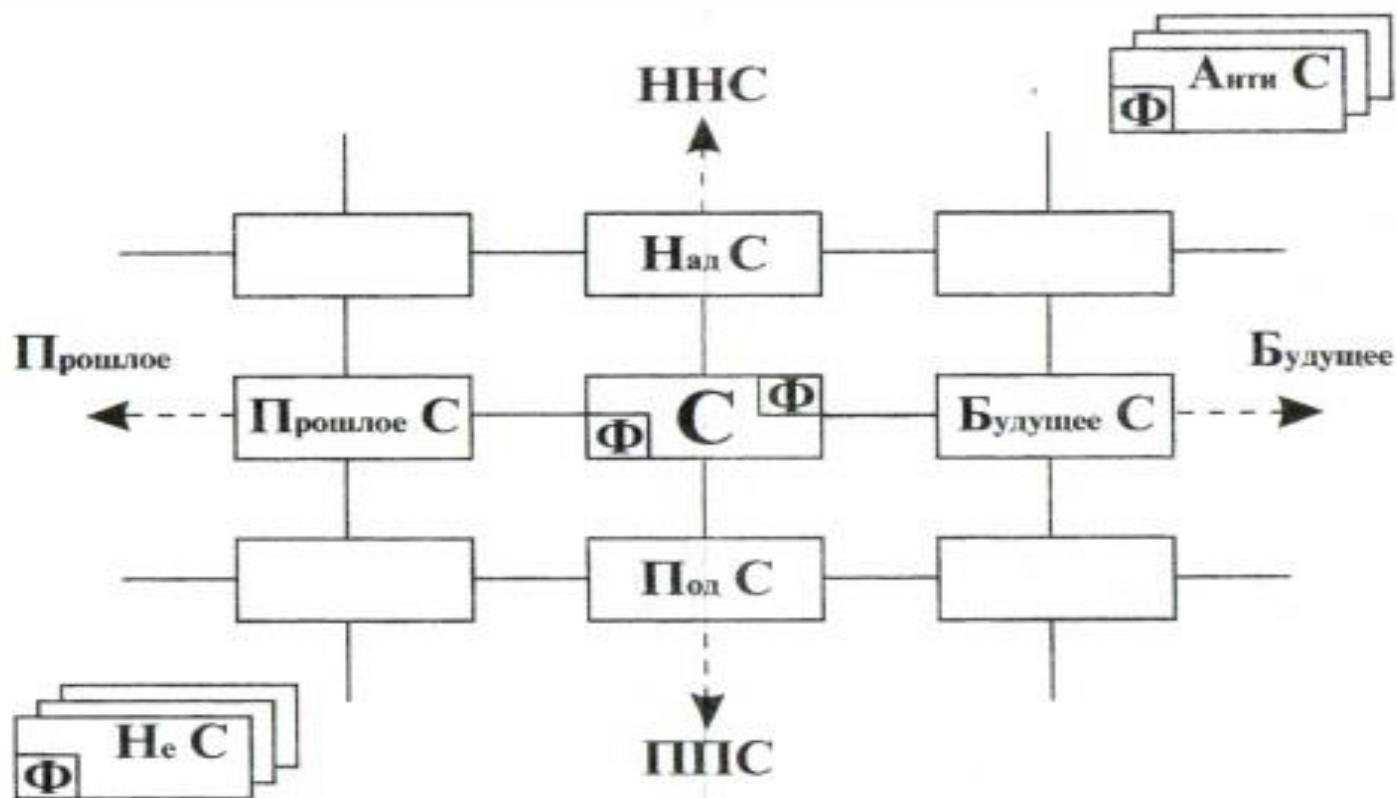 ННС
Анти С
Ф
Над С
Прошлое
Будущее
Прошлое С
Ф
С
Ф
Будущее С
Под С
Не С
Ф
ППС